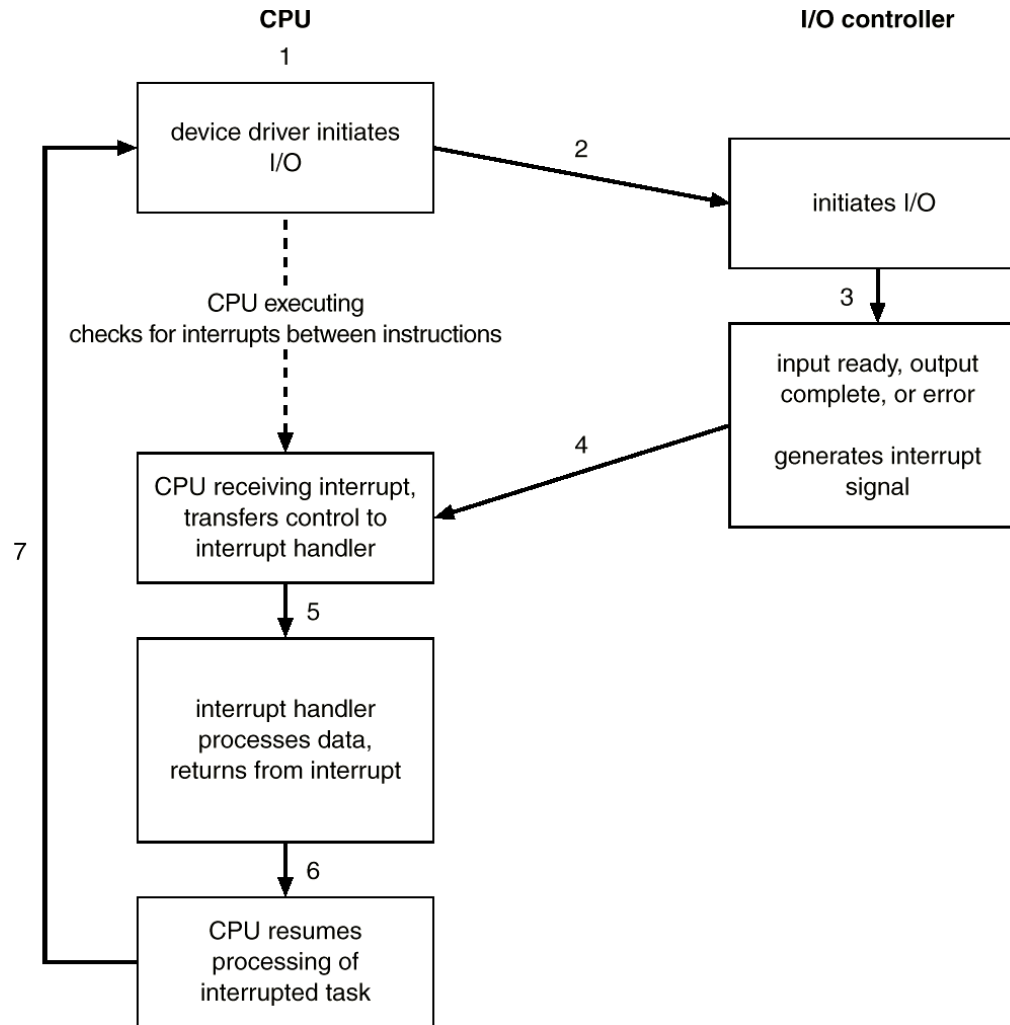 CPU
I/O controller
1
device driver initiates
I/O
2
initiates I/O
CPU executing
checks for interrupts between instructions
3
input ready, output
complete, or error
generates interrupt
signal
4
CPU receiving interrupt,
transfers control to
interrupt handler
7
5
interrupt handler
processes data,
returns from interrupt
6
CPU resumes
processing of
interrupted task